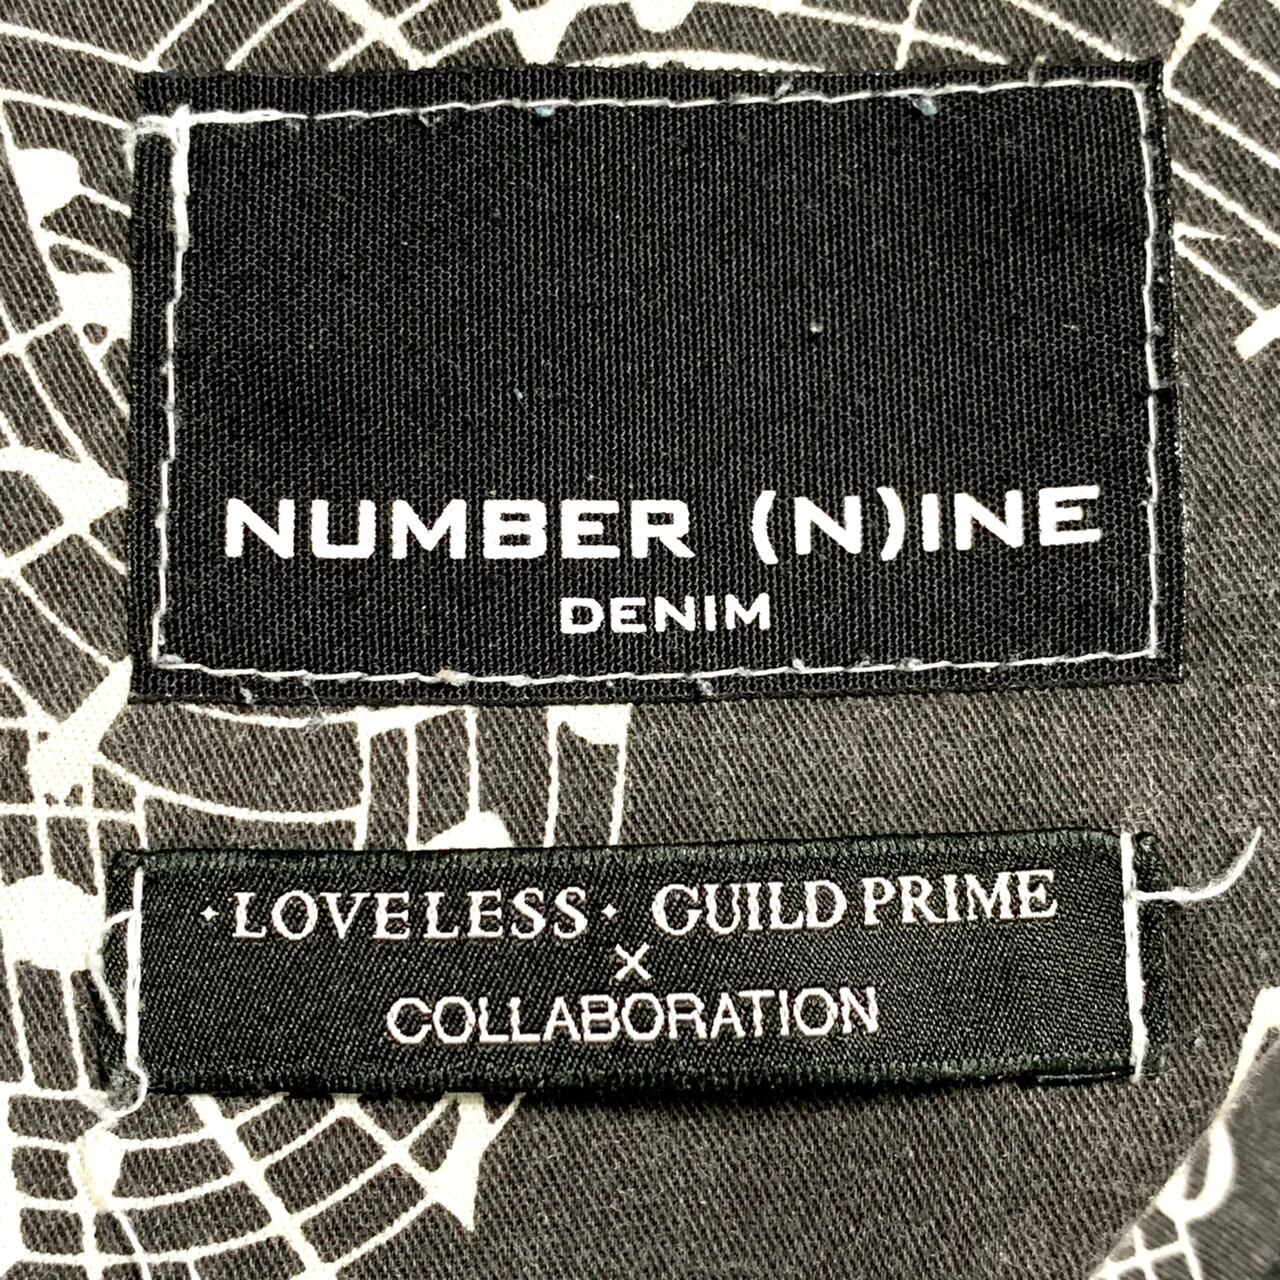 NUMBER (N)INE
DENIM
·LOVELESS· GUILD PRIME
×
COLLABORATION